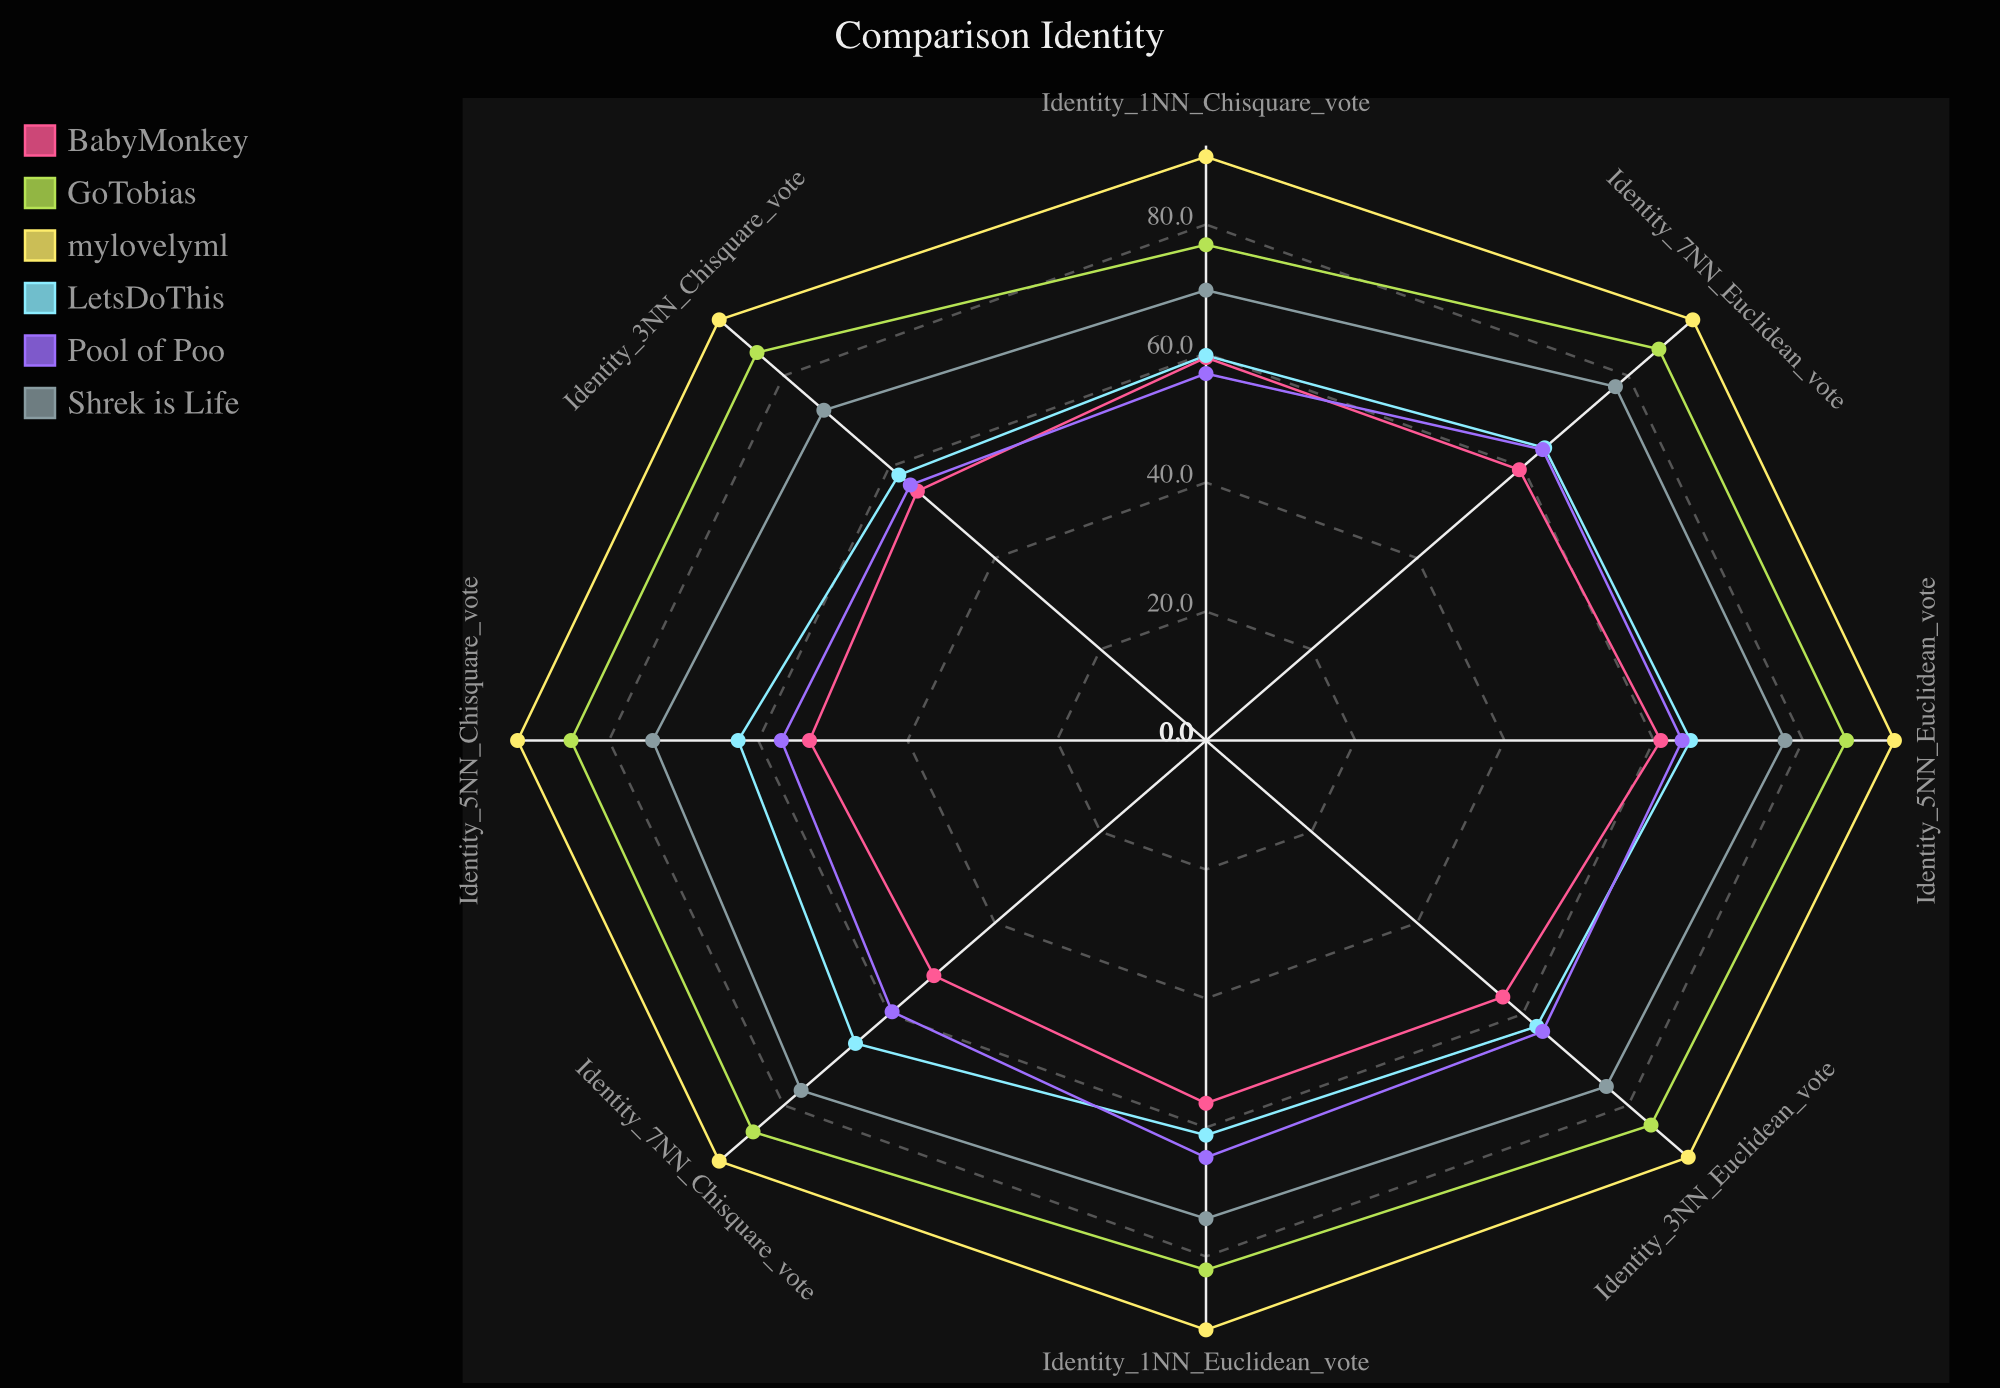 Comparison Identity
BabyMonkey
GoTobias
mylovelyml
LetsDoThis
Pool of Poo
Shrek is Life
Identity_1NN_Chisquare_vote
Identity_3NN_Chisquare_vote
Identity_7NN_Euclidean_vote
80.0
60.0
40.0
20.0
0.0
Identity_5NN_Chisquare_vote
Identity_5NN_Euclidean_vote
Identity_7NN_Chisquare_vote
Identity_3NN_Euclidean_vote
Identity_1NN_Euclidean_vote